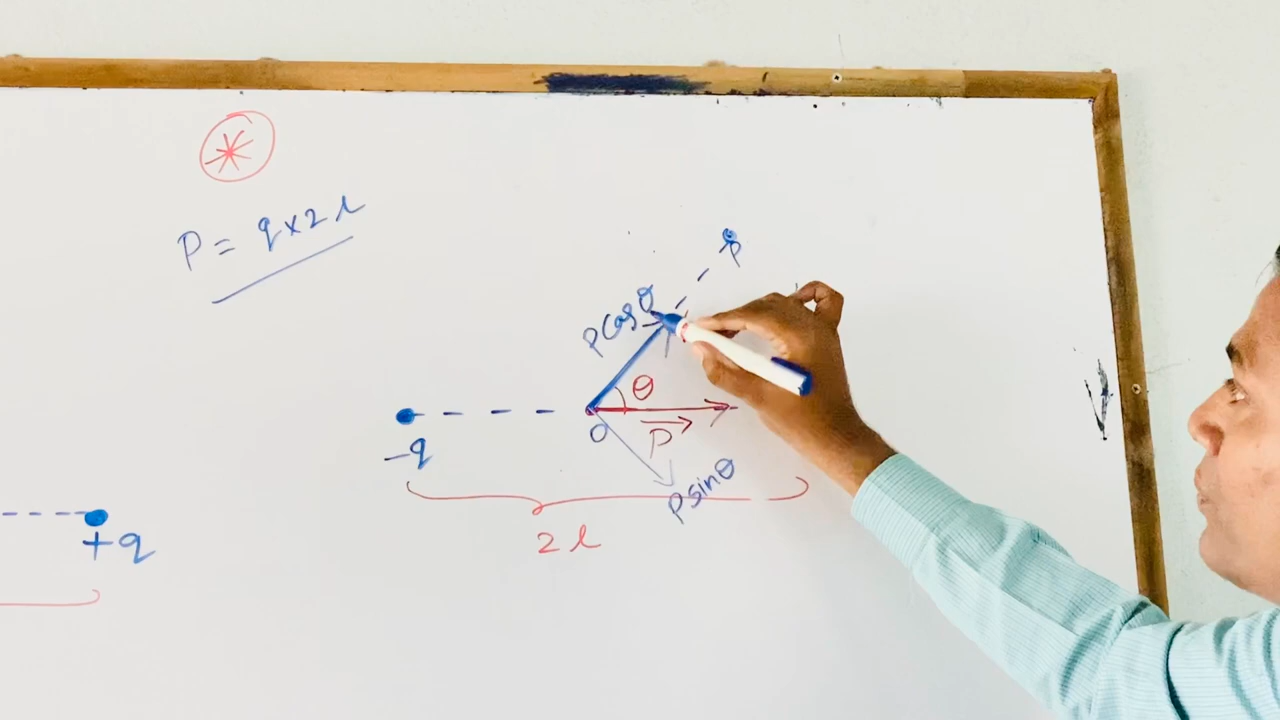 P = q×2l
P
Pcosθ
θ
-q
O
P
Psinθ
2l
+q